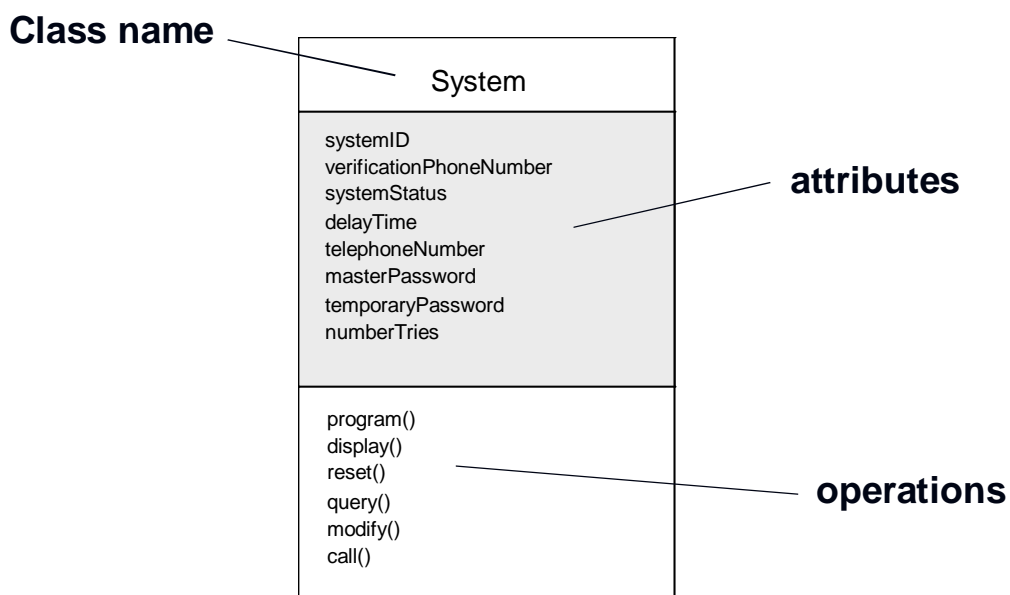 Class name
System
systemID
verificationPhoneNumber
systemStatus
delayTime
telephoneNumber
masterPassword
temporaryPassword
numberTries
attributes
program()
display()
reset()
query()
modify()
call()
operations